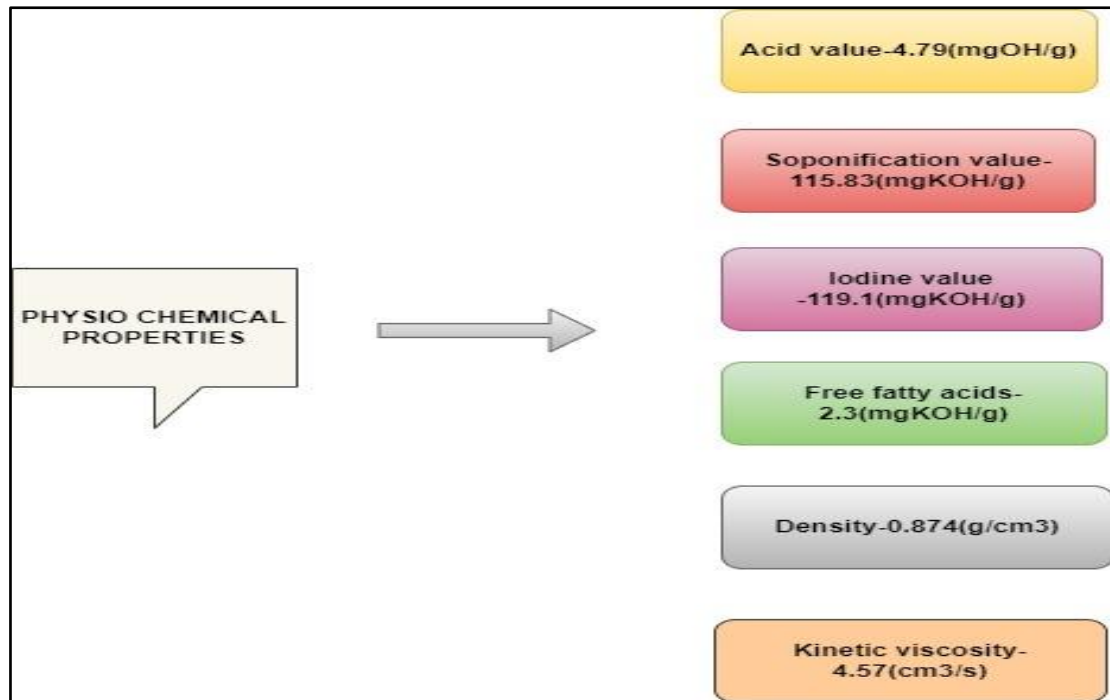 PHYSIO CHEMICAL
PROPERTIES
Acid value-4.79(mgOH/g)
Soponification value-
115.83(mgKOH/g)
Iodine value
-119.1(mgKOH/g)
Free fatty acids-
2.3(mgKOH/g)
Density-0.874(g/cm3)
Kinetic viscosity-
4.57(cm3/s)